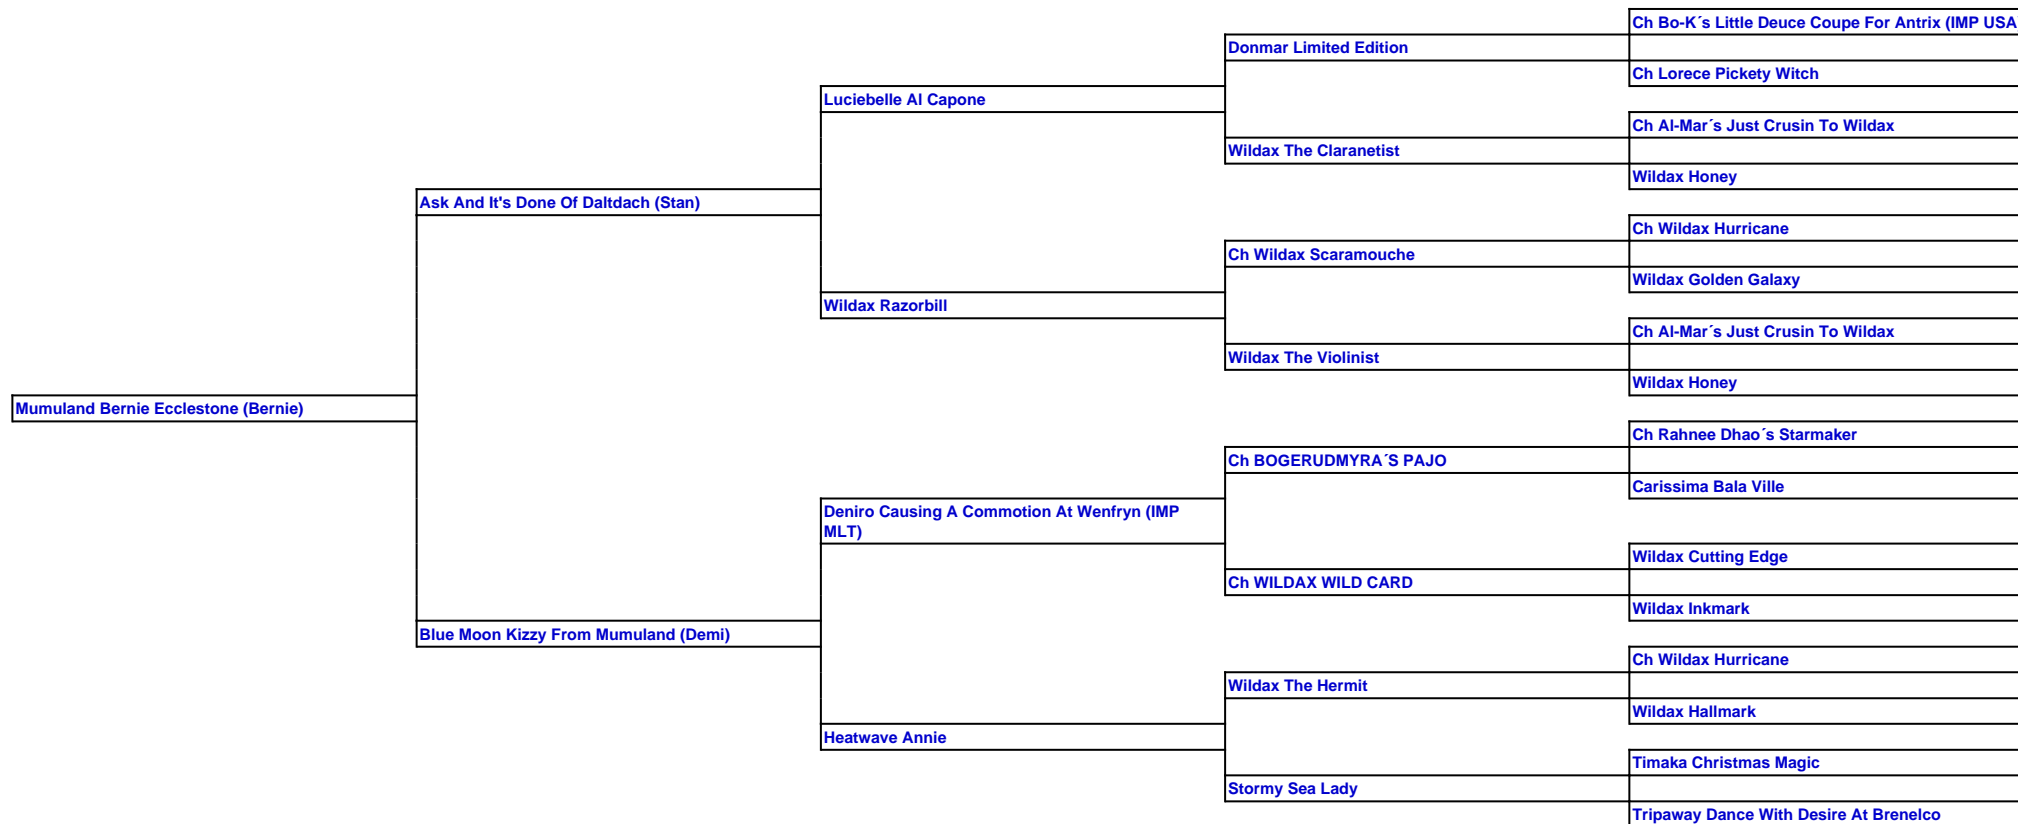 Ch Bo-K´s Little Deuce Coupe For Antrix (IMP USA
Donmar Limited Edition
Ch Lorece Pickety Witch
Luciebelle Al Capone
Ch Al-Mar´s Just Crusin To Wildax
Wildax The Claranetist
Wildax Honey
Ask And It's Done Of Daltdach (Stan)
Ch Wildax Hurricane
Ch Wildax Scaramouche
Wildax Golden Galaxy
Wildax Razorbill
Ch Al-Mar´s Just Crusin To Wildax
Wildax The Violinist
Wildax Honey
Mumuland Bernie Ecclestone (Bernie)
Ch Rahnee Dhao´s Starmaker
Ch BOGERUDMYRA´S PAJO
Carissima Bala Ville
Deniro Causing A Commotion At Wenfryn (IMP
MLT)
Wildax Cutting Edge
Ch WILDAX WILD CARD
Wildax Inkmark
Blue Moon Kizzy From Mumuland (Demi)
Ch Wildax Hurricane
Wildax The Hermit
Wildax Hallmark
Heatwave Annie
Timaka Christmas Magic
Stormy Sea Lady
Tripaway Dance With Desire At Brenelco